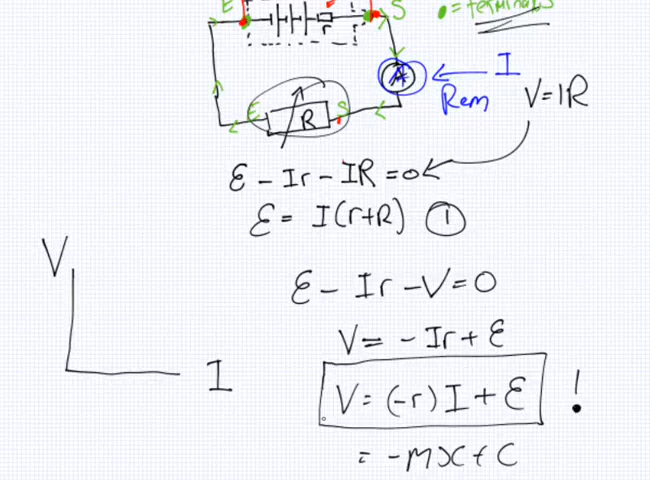 E
r
S
= terminals
A
I
Rem
E
R
S
V=IR
ℰ - Ir - IR = 0
ℰ = I(r+R) ①
V
I
ℰ - Ir - V = 0
V = - Ir + ℰ
V = (-r) I + ℰ !
= -mx + C